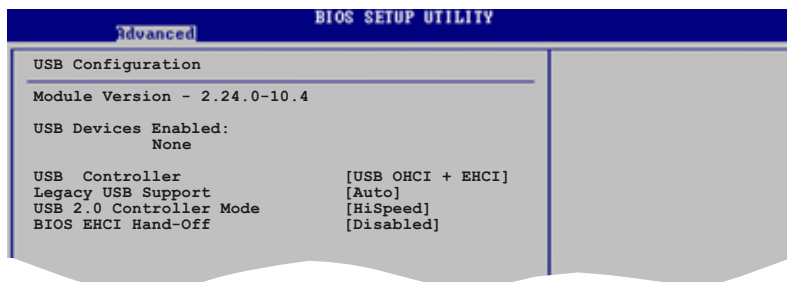 BIOS SETUP UTILITY
Advanced
USB Configuration
Module Version - 2.24.0-10.4
USB Devices Enabled:
None
USB Controller [USB OHCI + EHCI]
Legacy USB Support [Auto]
USB 2.0 Controller Mode [HiSpeed]
BIOS EHCI Hand-Off [Disabled]